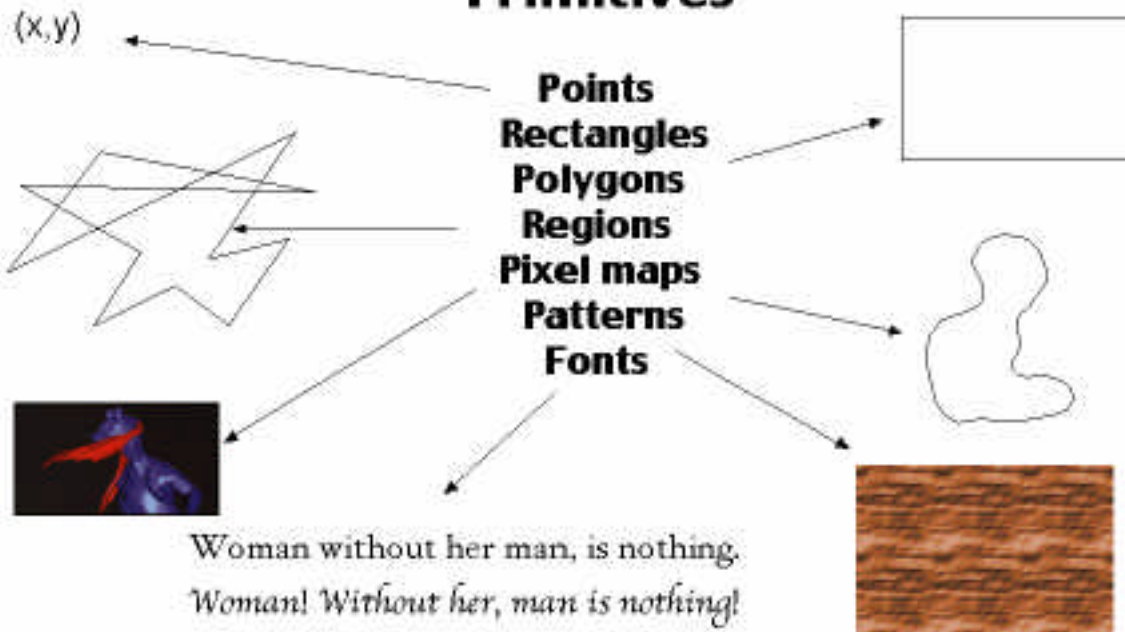 Primitives
(x,y)
Points
Rectangles
Polygons
Regions
Pixel maps
Patterns
Fonts
Woman without her man, is nothing.
Woman! Without her, man is nothing!